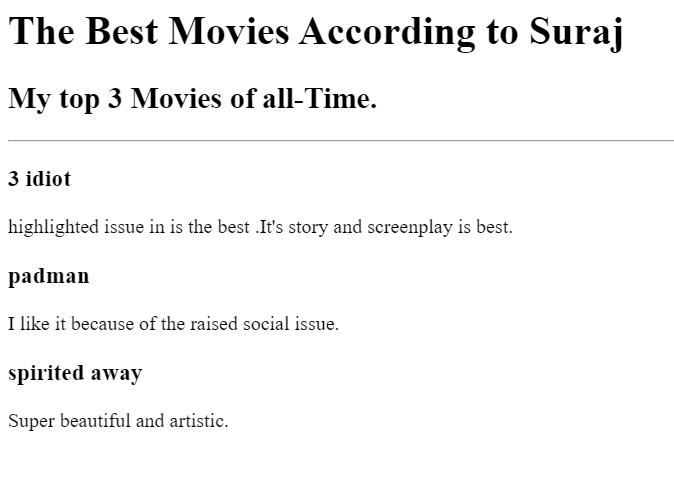 The Best Movies According to Suraj
My top 3 Movies of all-Time.
3 idiot
highlighted issue in is the best .It's story and screenplay is best.
padman
I like it because of the raised social issue.
spirited away
Super beautiful and artistic.